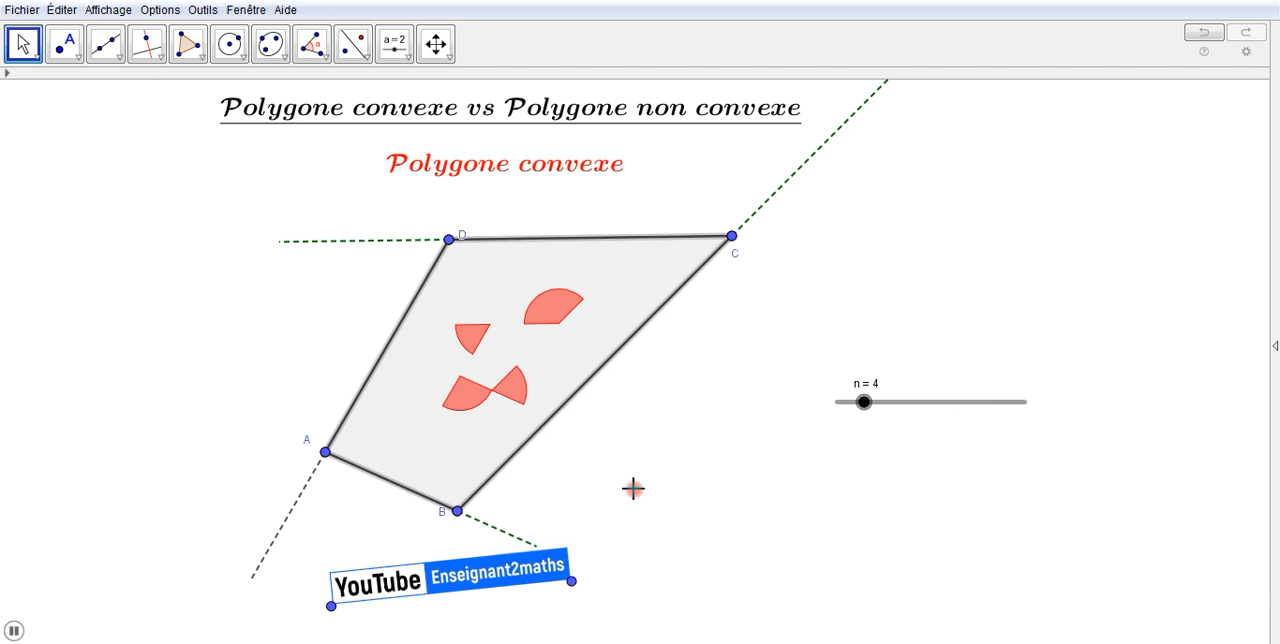 Fichier Éditer Affichage Options Outils Fenêtre Aide
A
α
a = 2
Polygone convexe vs Polygone non convexe
Polygone convexe
D
C
n = 4
A
B
YouTube Enseignant2maths